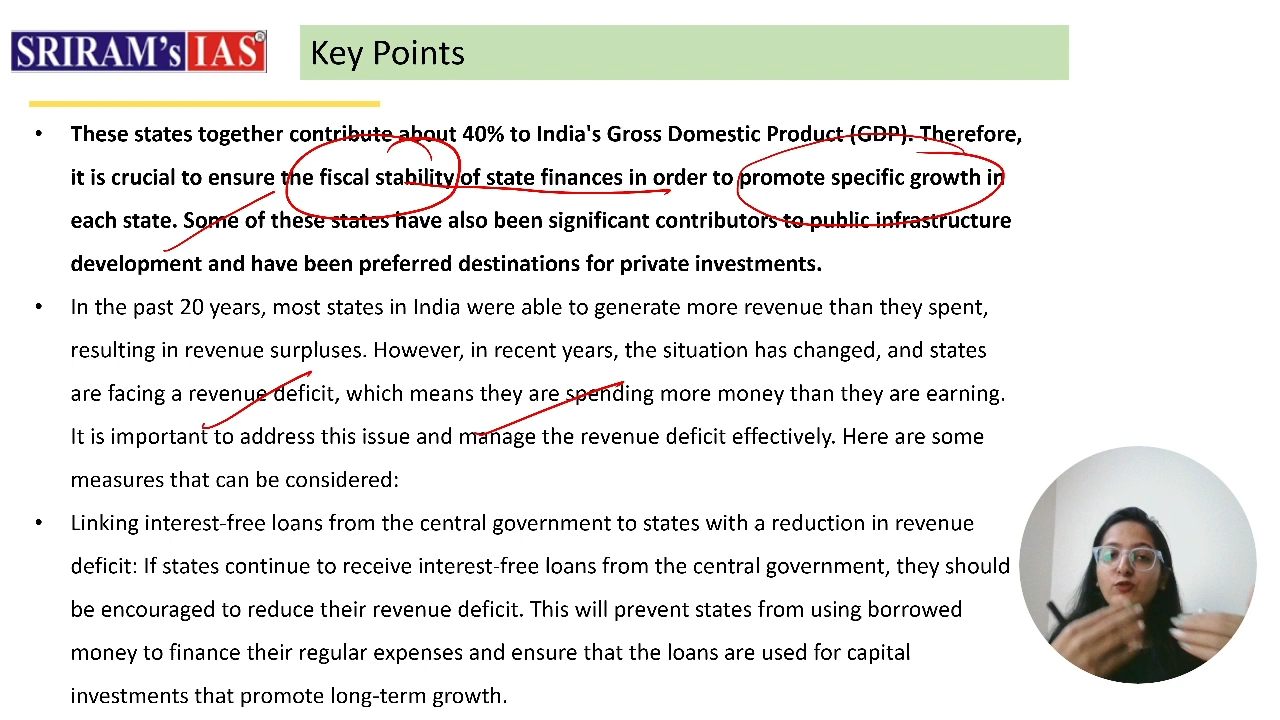 SRIRAM's IAS®
Key Points
• These states together contribute about 40% to India's Gross Domestic Product (GDP). Therefore,
it is crucial to ensure the fiscal stability of state finances in order to promote specific growth in
each state. Some of these states have also been significant contributors to public infrastructure
development and have been preferred destinations for private investments.
• In the past 20 years, most states in India were able to generate more revenue than they spent,
resulting in revenue surpluses. However, in recent years, the situation has changed, and states
are facing a revenue deficit, which means they are spending more money than they are earning.
It is important to address this issue and manage the revenue deficit effectively. Here are some
measures that can be considered:
• Linking interest-free loans from the central government to states with a reduction in revenue
deficit: If states continue to receive interest-free loans from the central government, they should
be encouraged to reduce their revenue deficit. This will prevent states from using borrowed
money to finance their regular expenses and ensure that the loans are used for capital
investments that promote long-term growth.